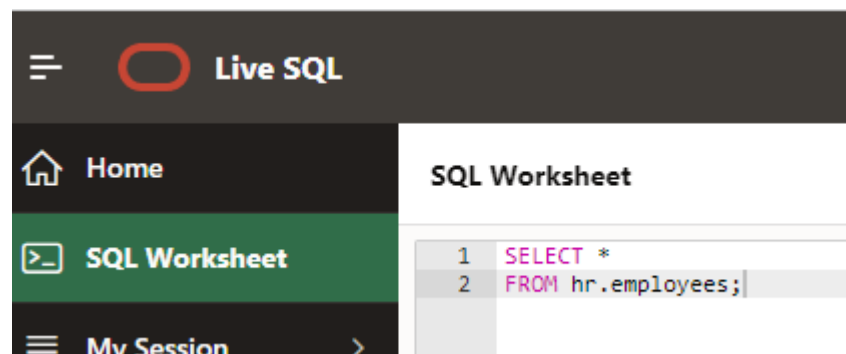 Live SQL
Home
SQL Worksheet
My Session
SQL Worksheet
1 SELECT *
2 FROM hr.employees;